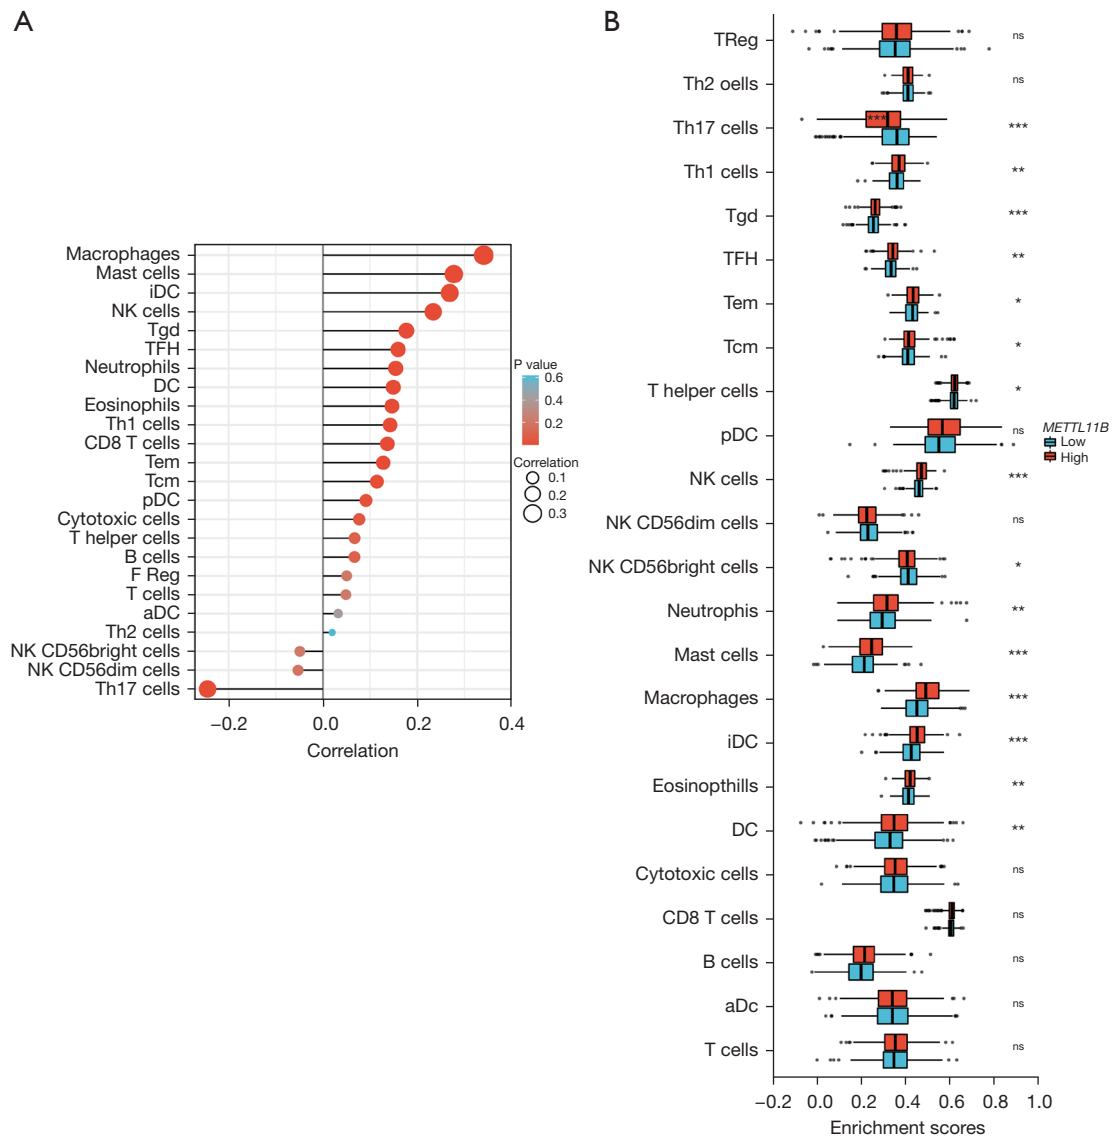 A
Macrophages
Mast cells
iDC
NK cells
Tgd
TFH
Neutrophils
DC
Eosinophils
Th1 cells
CD8 T cells
Tem
Tcm
pDC
Cytotoxic cells
T helper cells
B cells
F Reg
T cells
aDC
Th2 cells
NK CD56bright cells
NK CD56dim cells
Th17 cells
−0.2 0.0 0.2 0.4
Correlation
P value
0.6
0.4
0.2
Correlation
0.1
0.2
0.3
B
TReg ns
Th2 oells ns
Th17 cells *** ***
Th1 cells **
Tgd ***
TFH **
Tem *
Tcm *
T helper cells *
pDC ns
NK cells ***
NK CD56dim cells ns
NK CD56bright cells *
Neutrophis **
Mast cells ***
Macrophages ***
iDC ***
Eosinopthills **
DC **
Cytotoxic cells ns
CD8 T cells ns
B cells ns
aDc ns
T cells ns
−0.2 0.0 0.2 0.4 0.6 0.8 1.0
Enrichment scores
METTL11B
Low
High